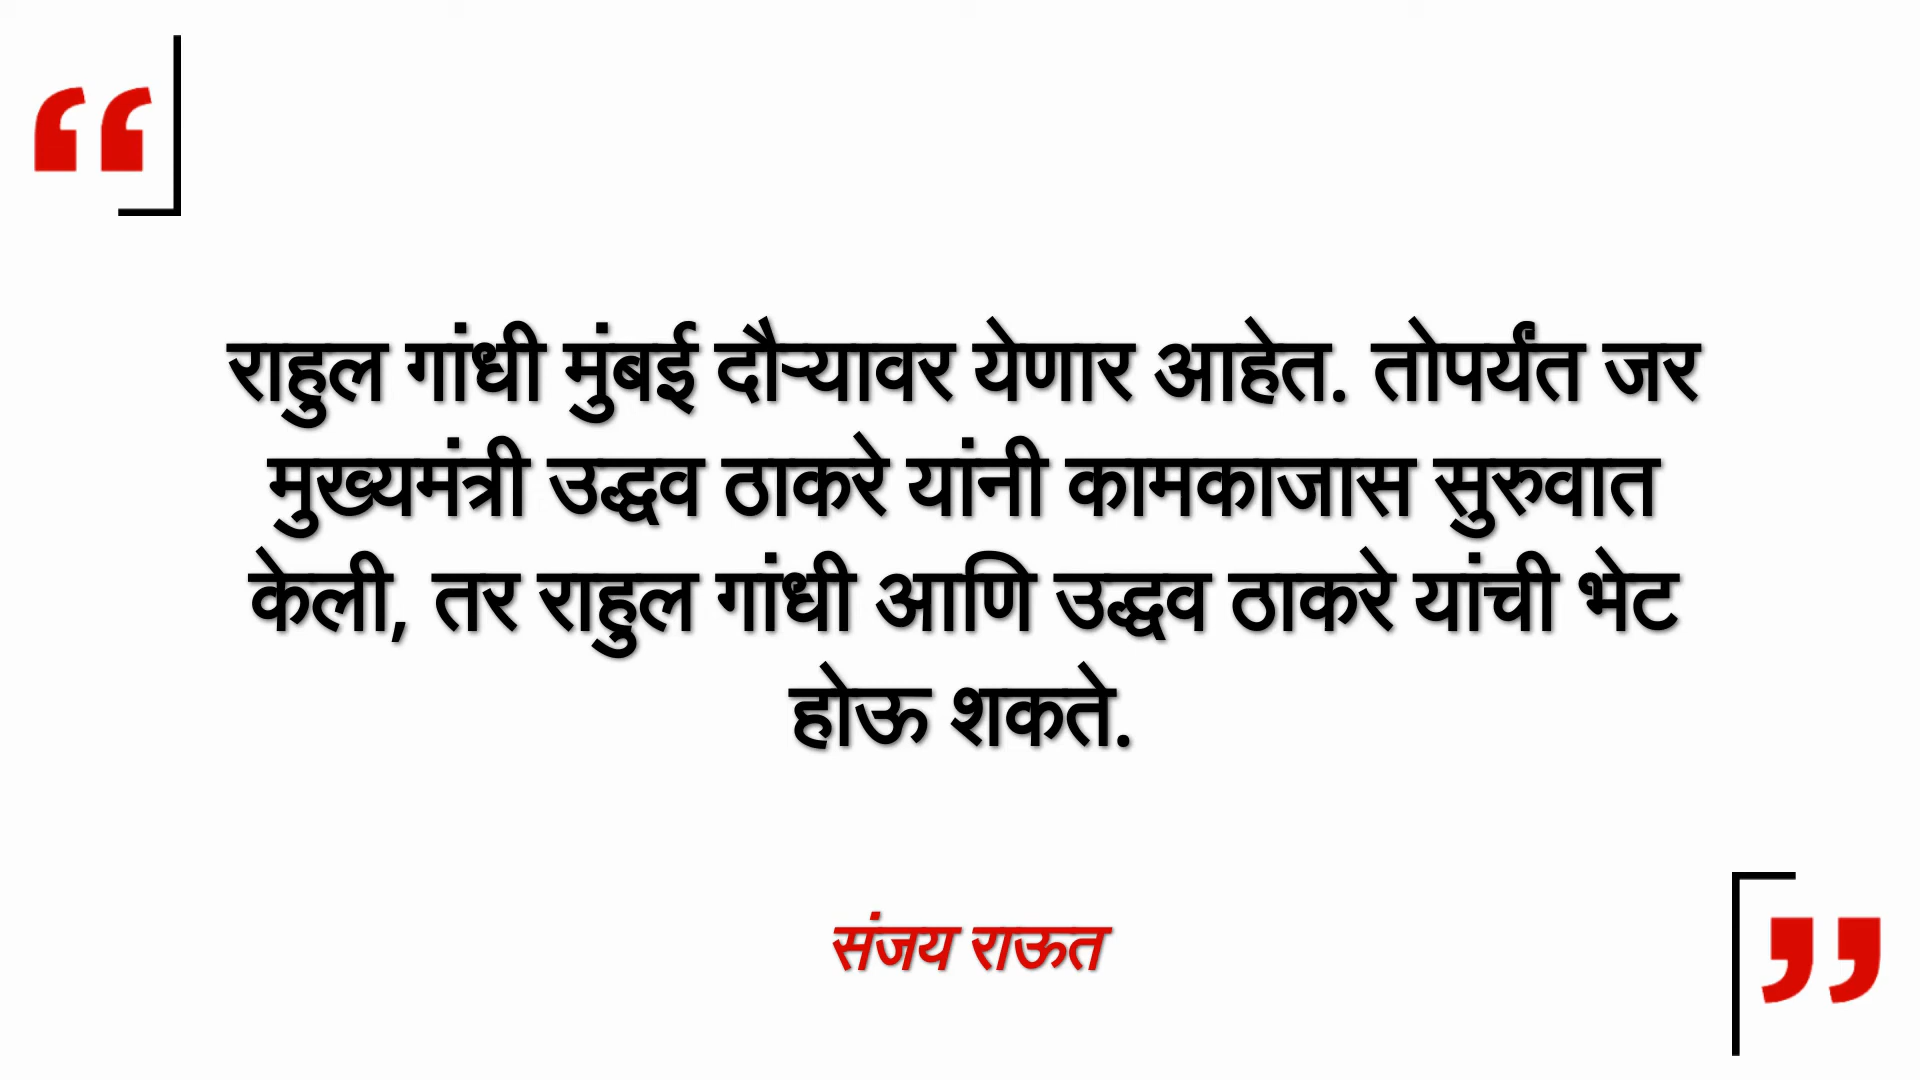 “
राहुल गांधी मुंबई दौऱ्यावर येणार आहेत. तोपर्यंत जर
मुख्यमंत्री उद्धव ठाकरे यांनी कामकाजास सुरुवात
केली, तर राहुल गांधी आणि उद्धव ठाकरे यांची भेट
होऊ शकते.
संजय राऊत
”